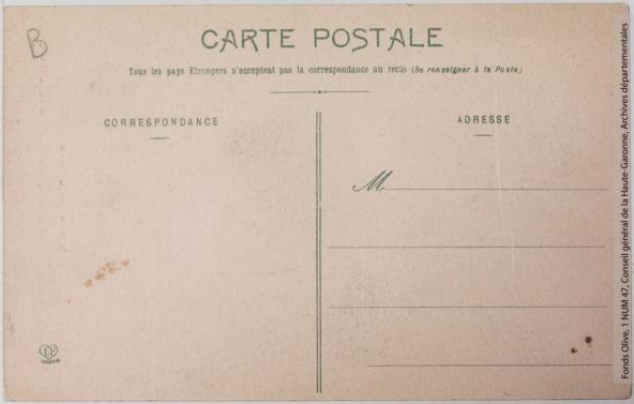 B
CARTE POSTALE
Tous les pays Etrangers n'acceptent pas la correspondance au recto (Se renseigner à la Poste)
CORRESPONDANCE
ADRESSE
M
Fonds Olive, 1 NUM 47, Conseil général de la Haute-Garonne, Archives départementales